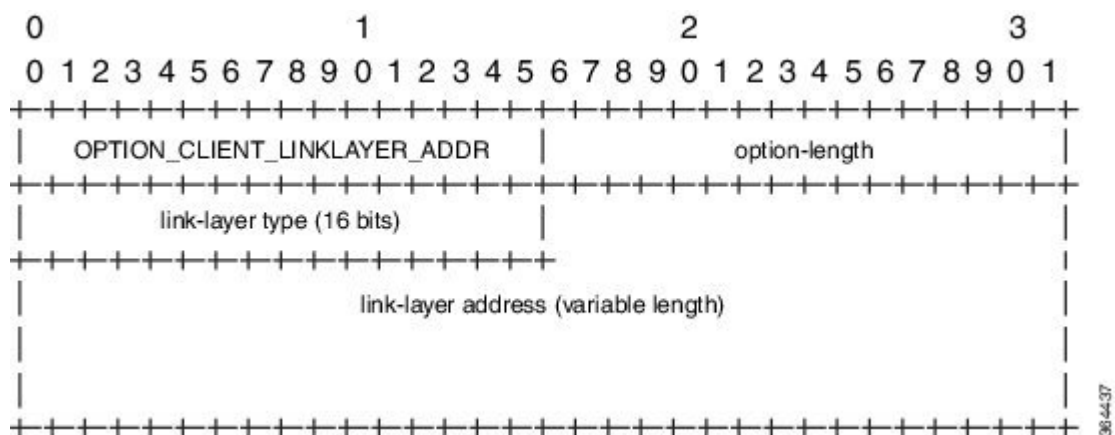 0 1 2 3
0 1 2 3 4 5 6 7 8 9 0 1 2 3 4 5 6 7 8 9 0 1 2 3 4 5 6 7 8 9 0 1
OPTION_CLIENT_LINKLAYER_ADDR option-length
link-layer type (16 bits)
link-layer address (variable length)
364437